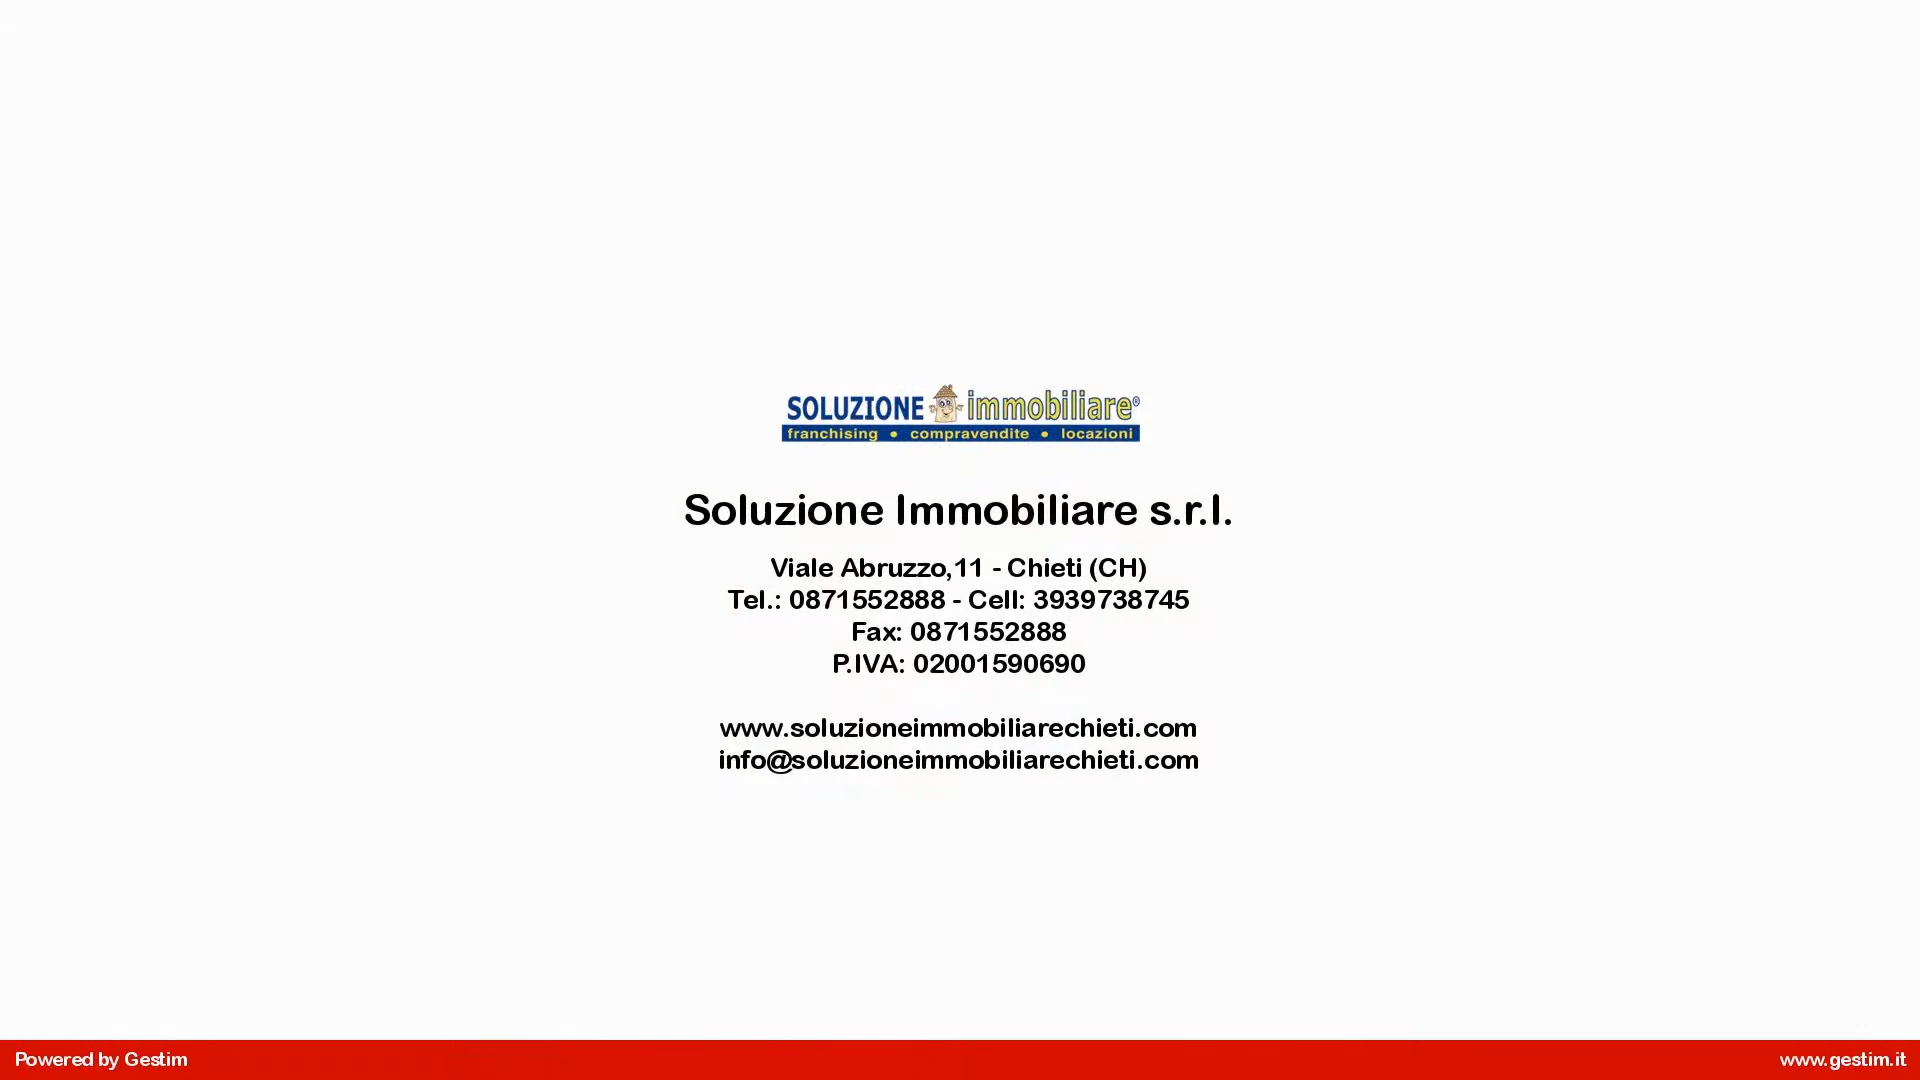 SOLUZIONE immobiliare®
franchising • compravendite • locazioni
Soluzione Immobiliare s.r.l.
Viale Abruzzo,11 - Chieti (CH)
Tel.: 0871552888 - Cell: 3939738745
Fax: 0871552888
P.IVA: 02001590690
www.soluzioneimmobiliarechieti.com
info@soluzioneimmobiliarechieti.com
Powered by Gestim
www.gestim.it